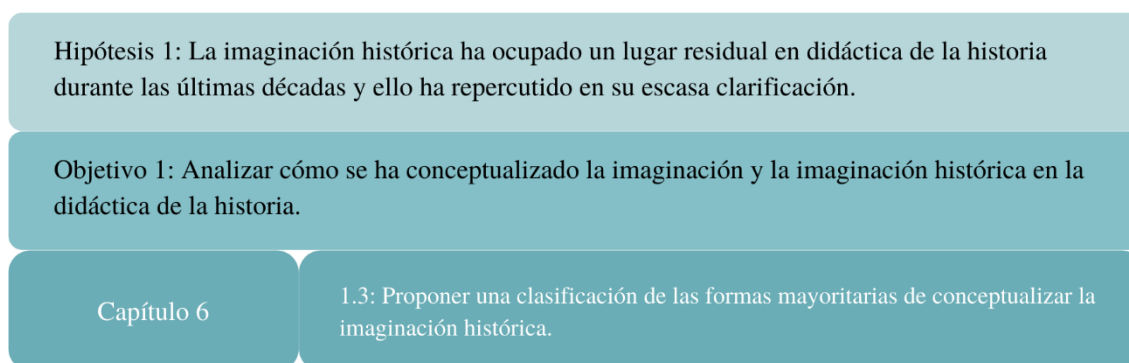 Hipótesis 1: La imaginación histórica ha ocupado un lugar residual en didáctica de la historia
durante las últimas décadas y ello ha repercutido en su escasa clarificación.
Objetivo 1: Analizar cómo se ha conceptualizado la imaginación y la imaginación histórica en la
didáctica de la historia.
Capítulo 6
1.3: Proponer una clasificación de las formas mayoritarias de conceptualizar la
imaginación histórica.